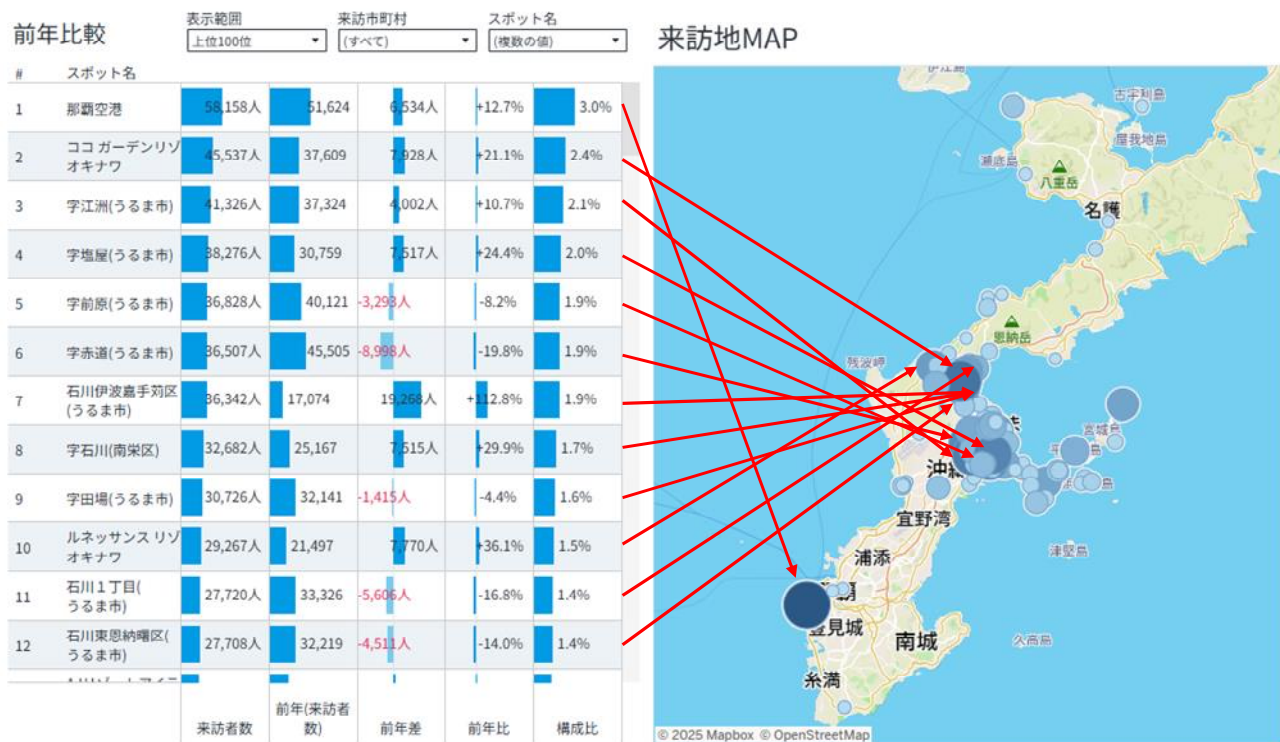 前年比較
表示範囲
来訪市町村
スポット名
上位100位
(すべて)
(複数の値)
来訪地MAP
# スポット名
1 那覇空港 58,158人 51,624 6,534人 +12.7% 3.0%
2 ココ ガーデンリゾ
オキナワ 45,537人 37,609 7,928人 +21.1% 2.4%
3 字江洲(うるま市) 41,326人 37,324 4,002人 +10.7% 2.1%
4 字塩屋(うるま市) 38,276人 30,759 7,517人 +24.4% 2.0%
5 字前原(うるま市) 36,828人 40,121 -3,293人 -8.2% 1.9%
6 字赤道(うるま市) 36,507人 45,505 -8,998人 -19.8% 1.9%
7 石川伊波嘉手苅区
(うるま市) 36,342人 17,074 19,268人 +112.8% 1.9%
8 字石川(南栄区) 32,682人 25,167 7,515人 +29.9% 1.7%
9 字田場(うるま市) 30,726人 32,141 -1,415人 -4.4% 1.6%
10 ルネッサンス リゾ
オキナワ 29,267人 21,497 7,770人 +36.1% 1.5%
11 石川１丁目(
うるま市) 27,720人 33,326 -5,606人 -16.8% 1.4%
12 石川東恩納曙区(
うるま市) 27,708人 32,219 -4,511人 -14.0% 1.4%
来訪者数
前年(来訪者
数)
前年差
前年比
構成比
伊江島
古宇利島
屋我地島
瀬底島
八重岳
名護
恩納岳
残波岬
宮城島
沖縄
宜野湾
津堅島
浦添
豊見城
南城
久高島
糸満
© 2025 Mapbox © OpenStreetMap